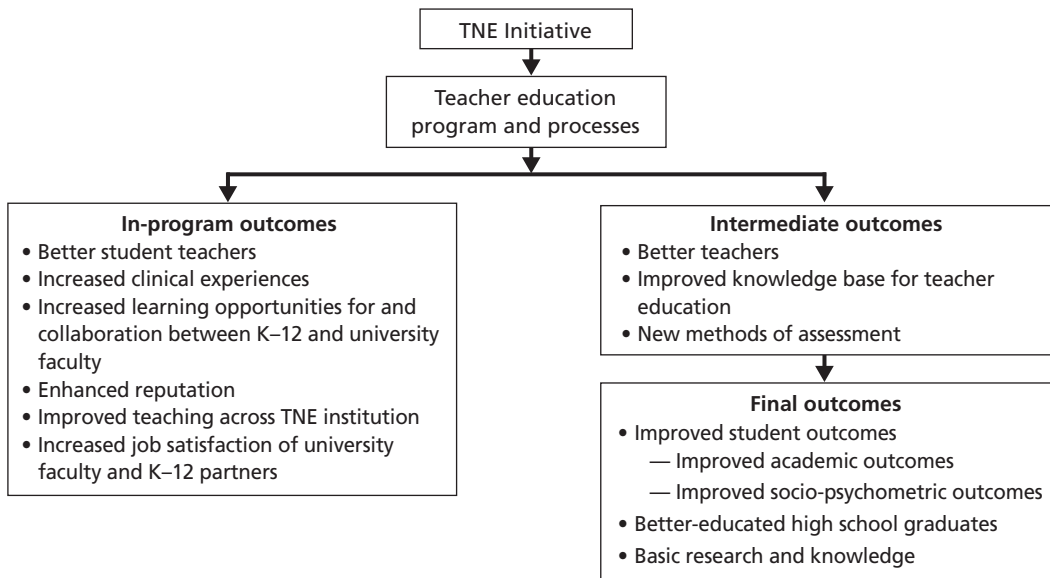 TNE Initiative
Teacher education
program and processes
In-program outcomes
• Better student teachers
• Increased clinical experiences
• Increased learning opportunities for and
collaboration between K–12 and university
faculty
• Enhanced reputation
• Improved teaching across TNE institution
• Increased job satisfaction of university
faculty and K–12 partners
Intermediate outcomes
• Better teachers
• Improved knowledge base for teacher
education
• New methods of assessment
Final outcomes
• Improved student outcomes
— Improved academic outcomes
— Improved socio-psychometric outcomes
• Better-educated high school graduates
• Basic research and knowledge